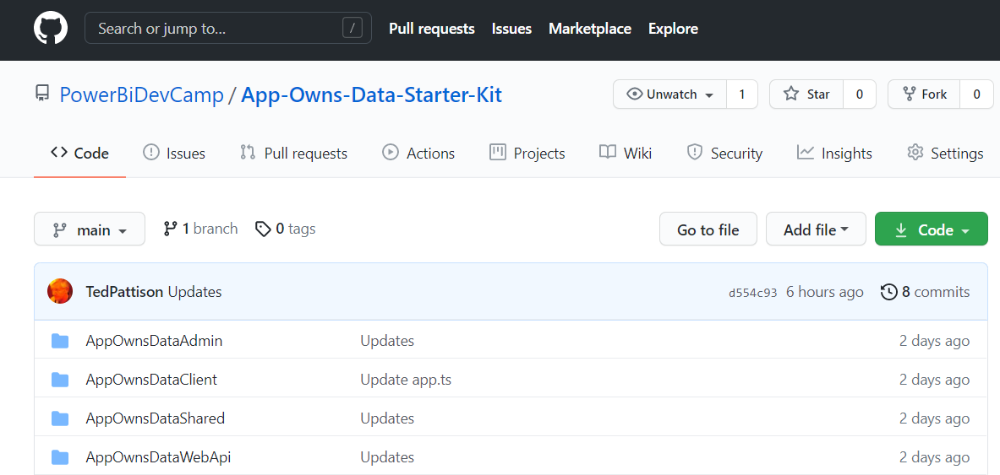 Search or jump to... /
Pull requests Issues Marketplace Explore
PowerBiDevCamp / App-Owns-Data-Starter-Kit
Unwatch 1 Star 0 Fork 0
Code Issues Pull requests Actions Projects Wiki Security Insights Settings
main 1 branch 0 tags Go to file Add file Code
TedPattison Updates d554c93 6 hours ago 8 commits
AppOwnsDataAdmin Updates 2 days ago
AppOwnsDataClient Update app.ts 2 days ago
AppOwnsDataShared Updates 2 days ago
AppOwnsDataWebApi Updates 2 days ago